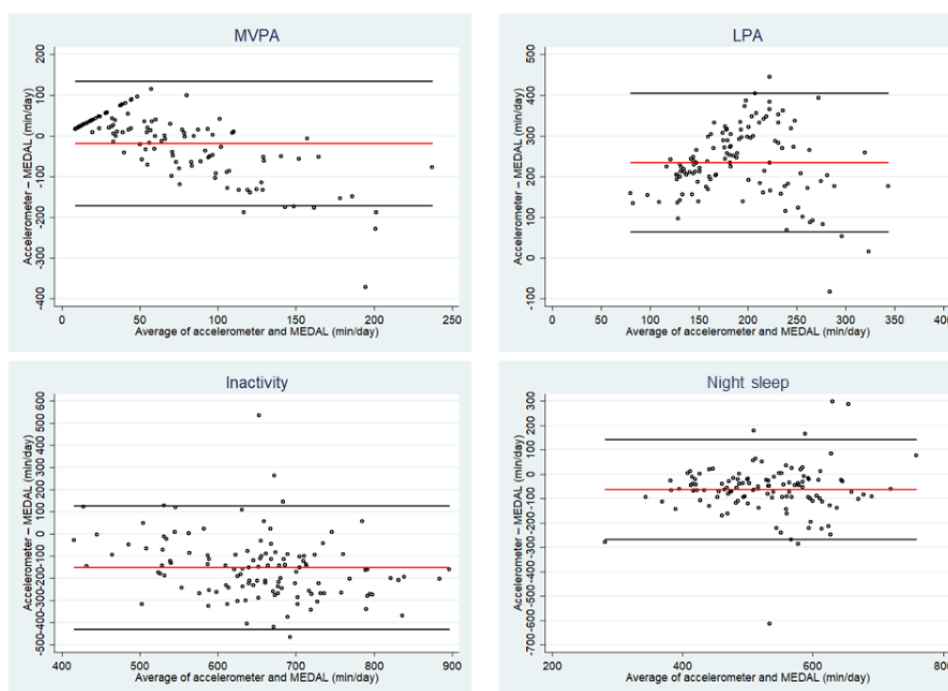 MVPA
Accelerometer – MEDAL (min/day)
200
100
0
-100
-200
-300
-400
0 50 100 150 200 250
Average of accelerometer and MEDAL (min/day)
LPA
Accelerometer – MEDAL (min/day)
500
400
300
200
100
0
-100
0 50 100 150 200 250 300 350 400
Average of accelerometer and MEDAL (min/day)
Inactivity
Accelerometer – MEDAL (min/day)
600
500
400
300
200
100
0
-100
-200
-300
-400
-500
400 500 600 700 800 900
Average of accelerometer and MEDAL (min/day)
Night sleep
Accelerometer – MEDAL (min/day)
300
200
100
0
-100
-200
-300
-400
-500
-600
-700
200 400 600 800
Average of accelerometer and MEDAL (min/day)